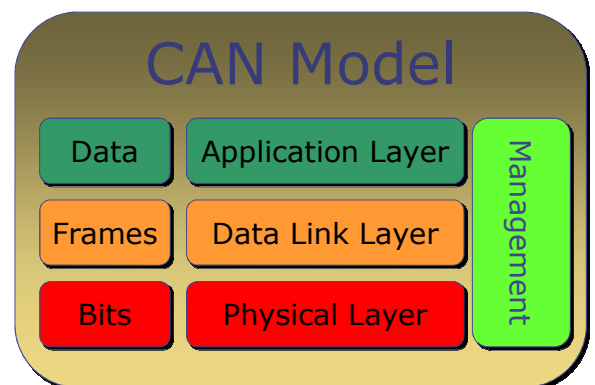 CAN Model
Data
Application Layer
Frames
Data Link Layer
Bits
Physical Layer
Management